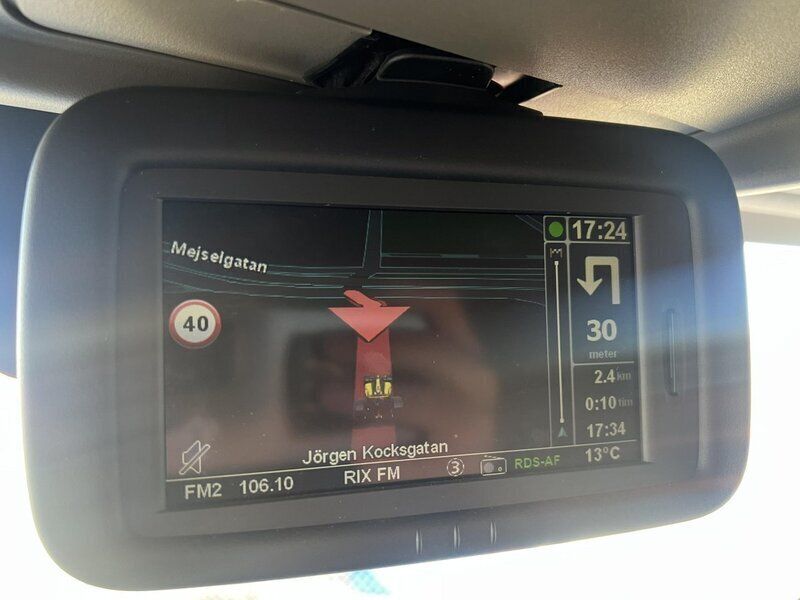 17:24
Mejselgatan
40
30
meter
2.4 km
0:10 tim
17:34
Jörgen Kocksgatan
FM2 106.10 RIX FM 3 RDS-AF 13°C